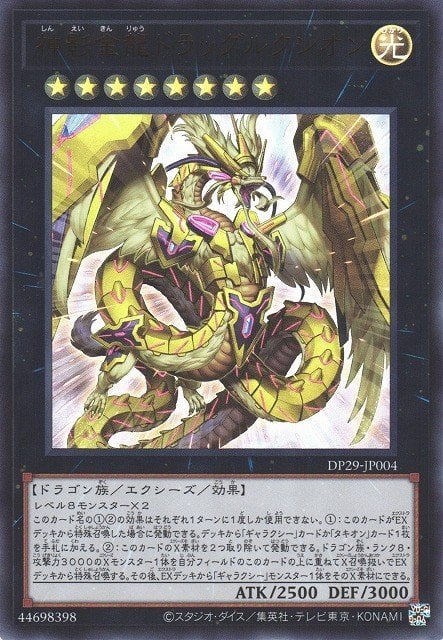 しん えい きん りゅう
神影金龍ドラッグルクシオン
光
DP29-JP004
【ドラゴン族／エクシーズ／効果】
レベル8モンスター×2
このカード名の①②の効果はそれぞれ1ターンに1度しか使用できない。①：このカードがEX
デッキから特殊召喚した場合に発動できる。デッキから「ギャラクシー」カードか「タキオン」カード1枚
を手札に加える。②：このカードのX素材を2つ取り除いて発動できる。ドラゴン族・ランク8・
攻撃力3000のXモンスター1体を自分フィールドのこのカードの上に重ねてX召喚扱いでEX
デッキから特殊召喚する。その後、EXデッキから「ギャラクシー」モンスター1体をそのX素材にできる。
ATK/2500 DEF/3000
44698398
©スタジオ・ダイス／集英社・テレビ東京・KONAMI